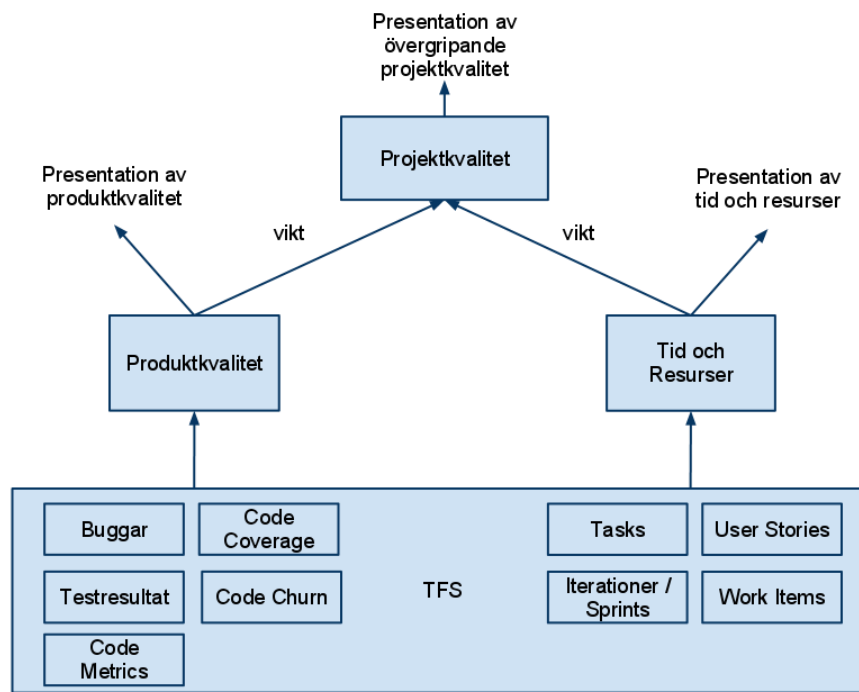 Presentation av
övergripande
projektkvalitet
Projektkvalitet
Presentation av
produktkvalitet
Presentation av
tid och resurser
vikt
vikt
Produktkvalitet
Tid och
Resurser
Buggar
Code
Coverage
Tasks
User Stories
Testresultat
Code Churn
TFS
Iterationer /
Sprints
Work Items
Code
Metrics